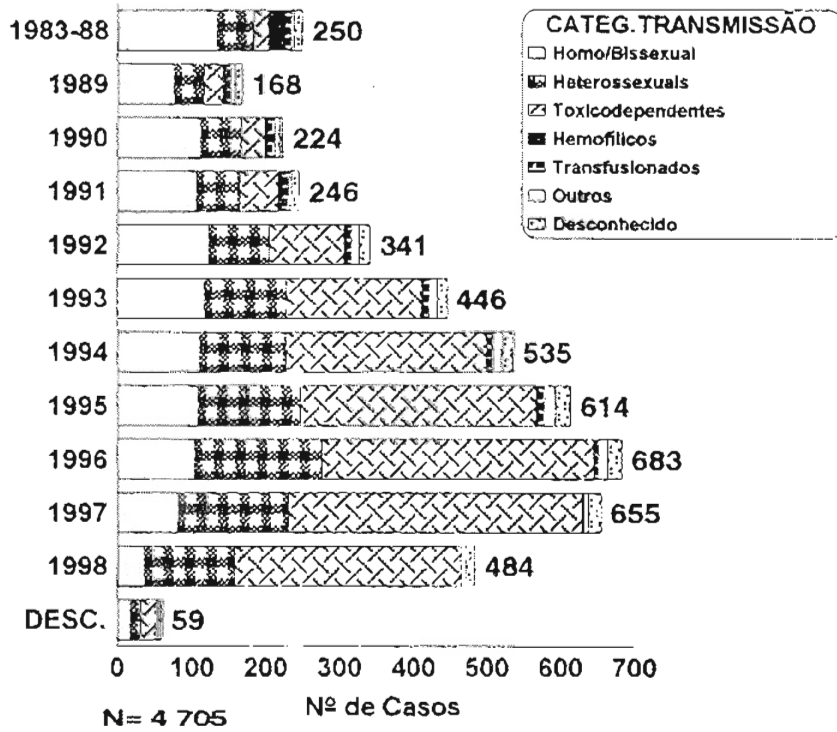 1983-88 250
1989 168
1990 224
1991 246
1992 341
1993 446
1994 535
1995 614
1996 683
1997 655
1998 484
DESC. 59
0 100 200 300 400 500 600 700
Nº de Casos
N= 4 705
CATEG.TRANSMISSÃO
Homo/Bissexual
Heterossexuais
Toxicodependentes
Hemofílicos
Transfusionados
Outros
Desconhecido